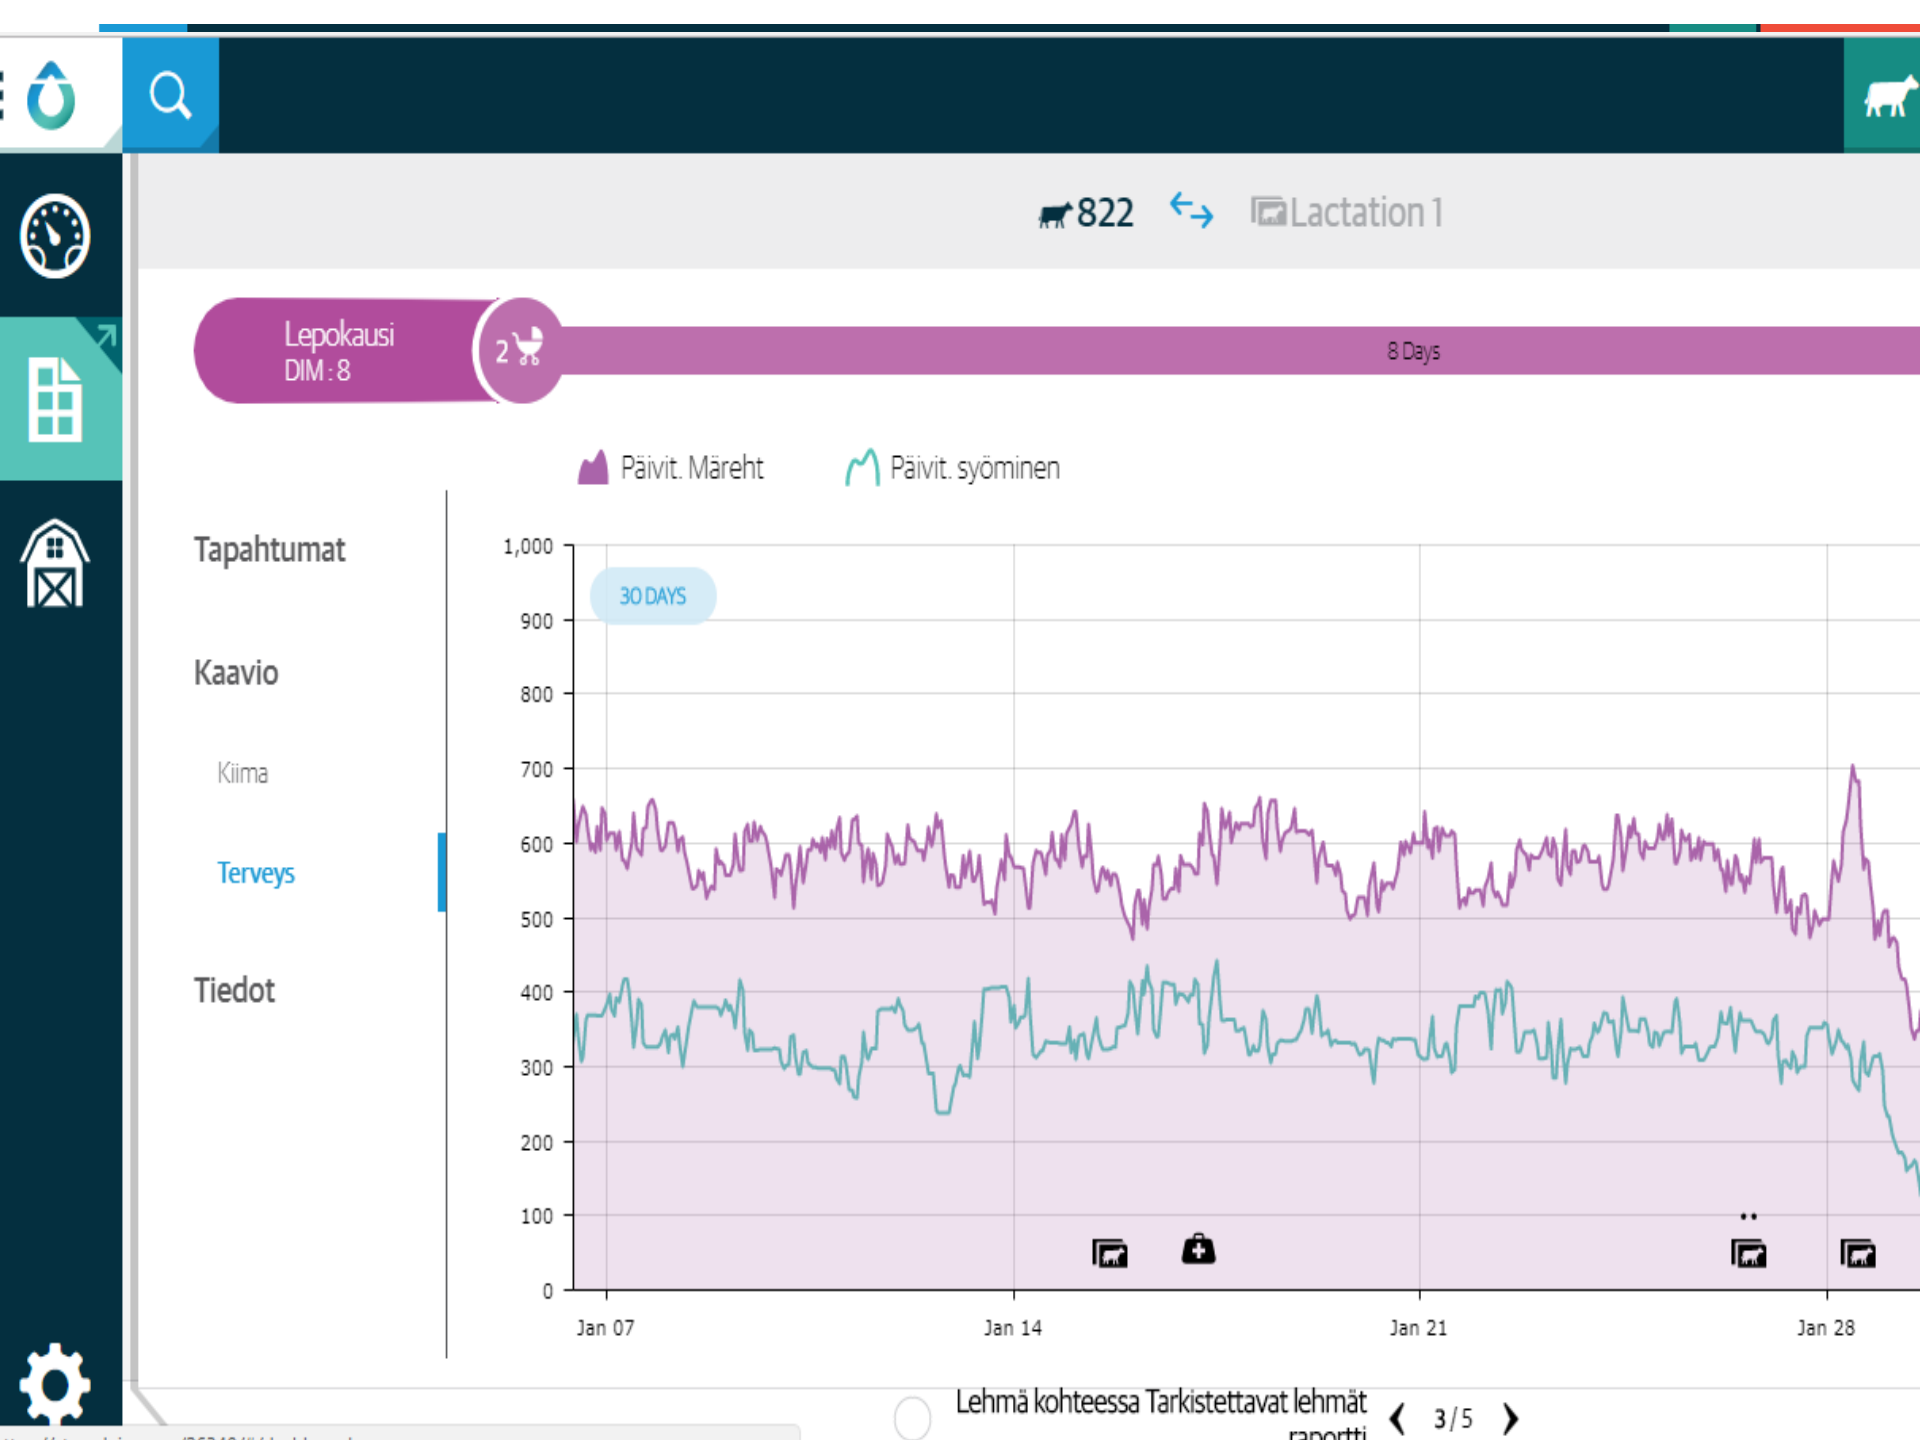 822
Lactation 1
Lepokausi
DIM : 8
2
8 Days
Päivit. Märeht
Päivit. syöminen
Tapahtumat
Kaavio
Kiima
Terveys
Tiedot
30 DAYS
1,000
900
800
700
600
500
400
300
200
100
0
Jan 07
Jan 14
Jan 21
Jan 28
Lehmä kohteessa Tarkistettavat lehmät
raportti
3 / 5